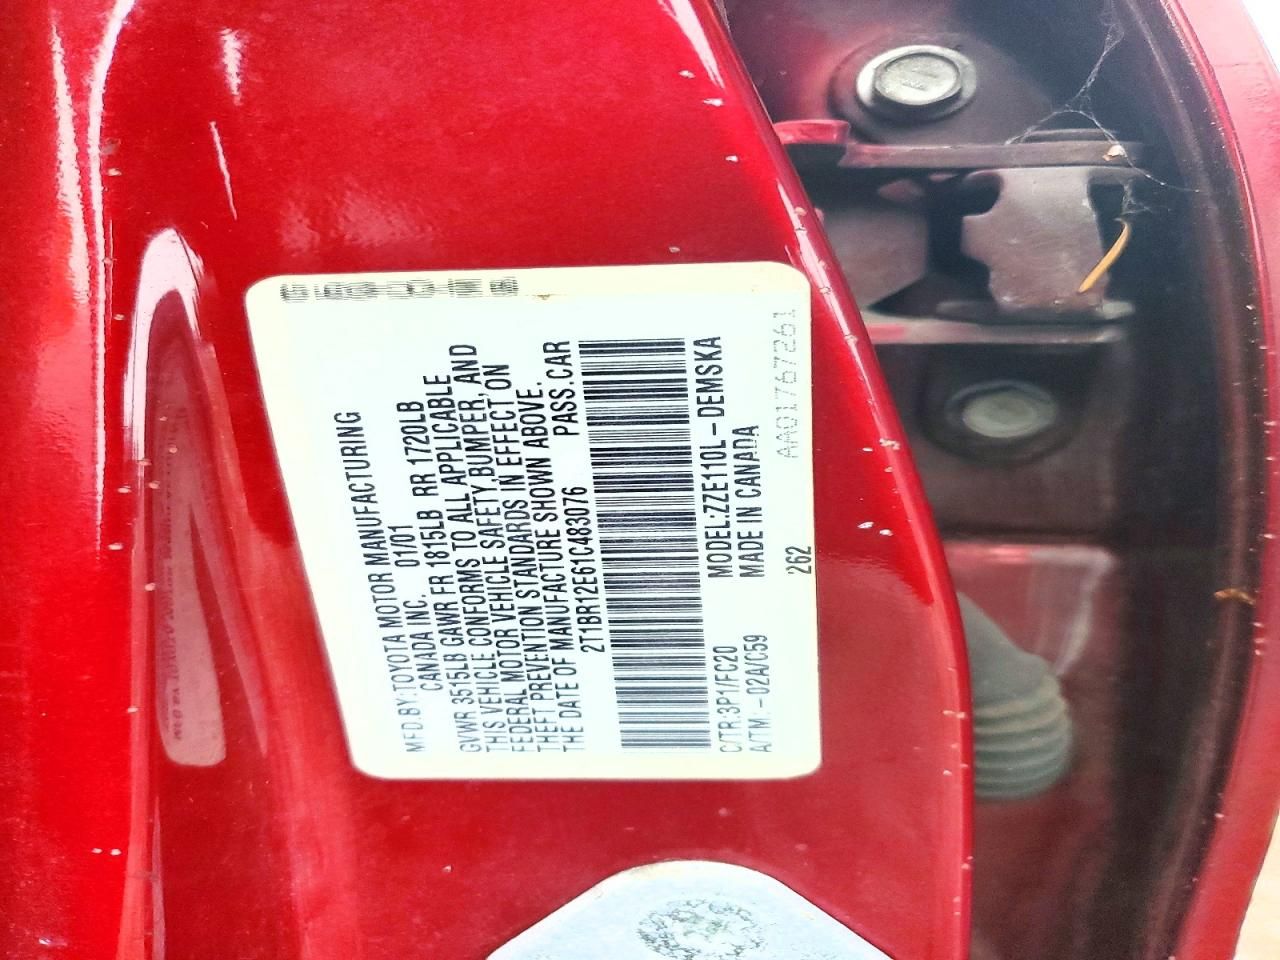 MFD.BY:TOYOTA MOTOR MANUFACTURING
CANADA INC. 01/01
GVWR 3515LB GAWR FR 1815LB RR 1720LB
THIS VEHICLE CONFORMS TO ALL APPLICABLE
FEDERAL MOTOR VEHICLE SAFETY, BUMPER, AND
THEFT PREVENTION STANDARDS IN EFFECT ON
THE DATE OF MANUFACTURE SHOWN ABOVE.
2T1BR12E61C483076 PASS.CAR
C/TR:3P1/FC20 MODEL:ZZE110L-DEMSKA
A/TM:-02A/C59 MADE IN CANADA
262 AA01767261